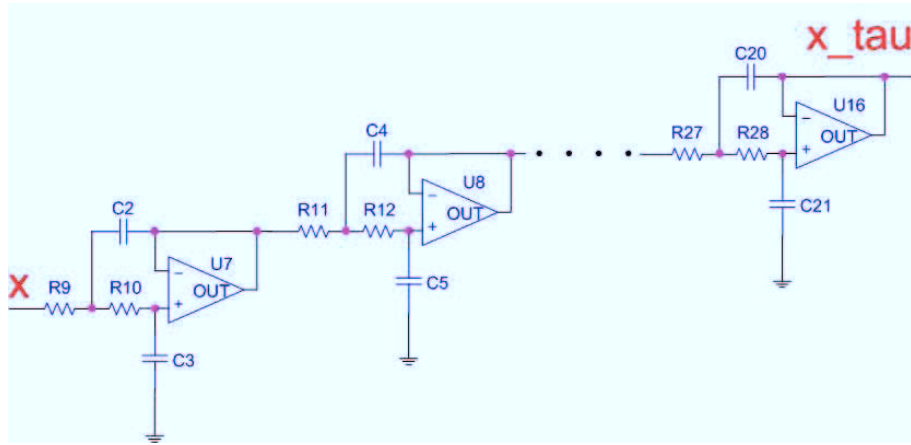 x_tau
C20
U16
−
R27
R28
OUT
+
C4
U8
−
C21
R11
R12
OUT
+
C2
U7
−
C5
x
R9
R10
OUT
+
C3